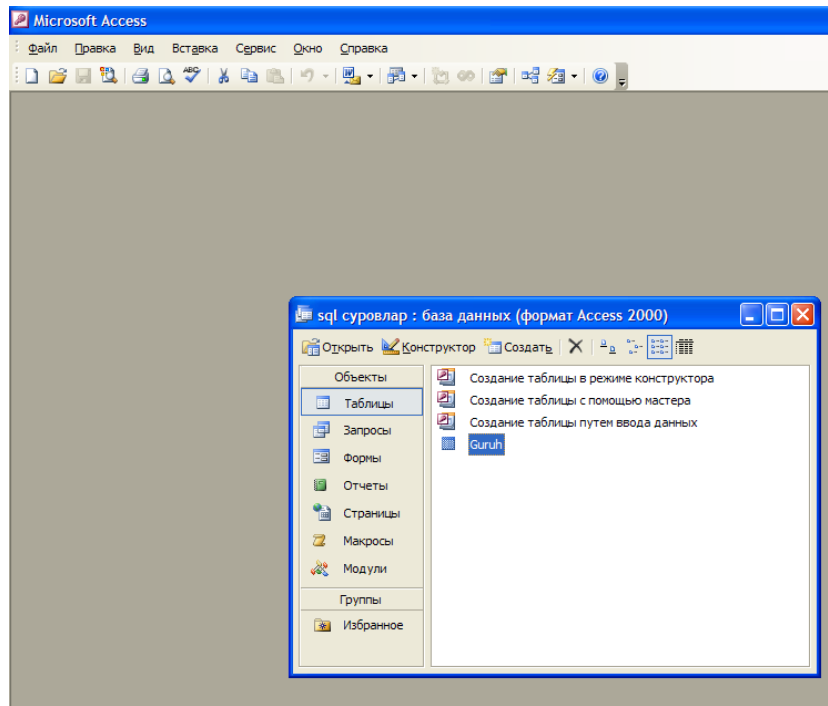 Microsoft Access
Файл Правка Вид Вставка Сервис Окно Справка
sql суровлар : база данных (формат Access 2000)
Открыть Конструктор Создать
Объекты
Таблицы
Запросы
Формы
Отчеты
Страницы
Макросы
Модули
Группы
Избранное
Создание таблицы в режиме конструктора
Создание таблицы с помощью мастера
Создание таблицы путем ввода данных
Guruh